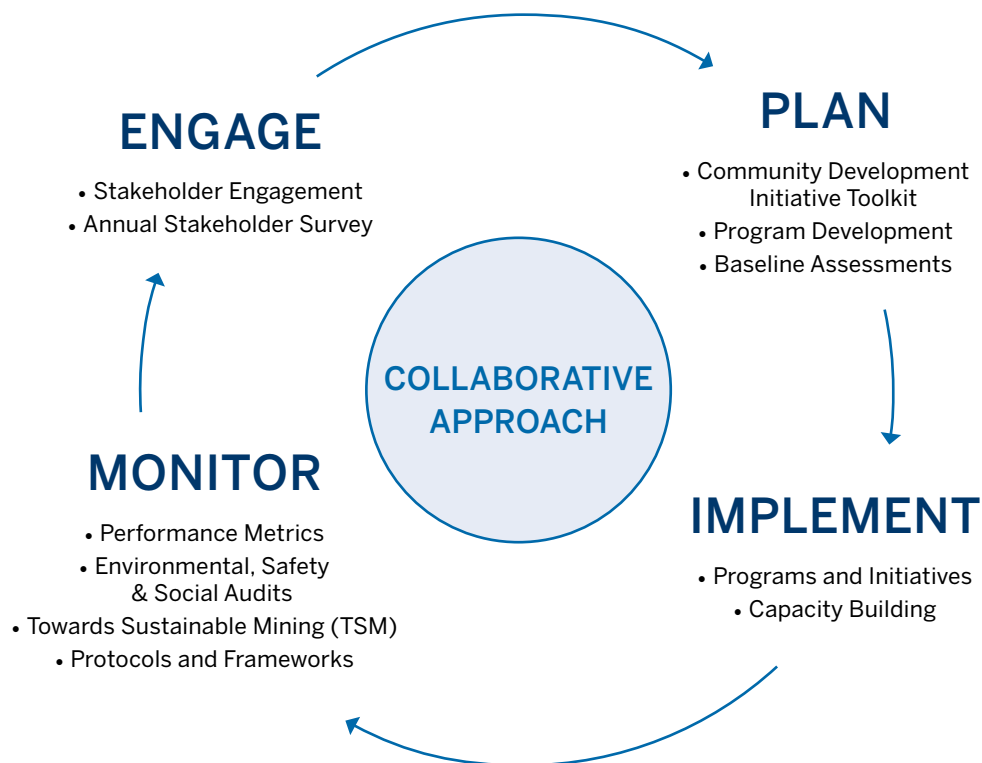 ENGAGE
• Stakeholder Engagement
• Annual Stakeholder Survey
PLAN
• Community Development
Initiative Toolkit
• Program Development
• Baseline Assessments
COLLABORATIVE
APPROACH
MONITOR
• Performance Metrics
• Environmental, Safety
& Social Audits
• Towards Sustainable Mining (TSM)
• Protocols and Frameworks
IMPLEMENT
• Programs and Initiatives
• Capacity Building